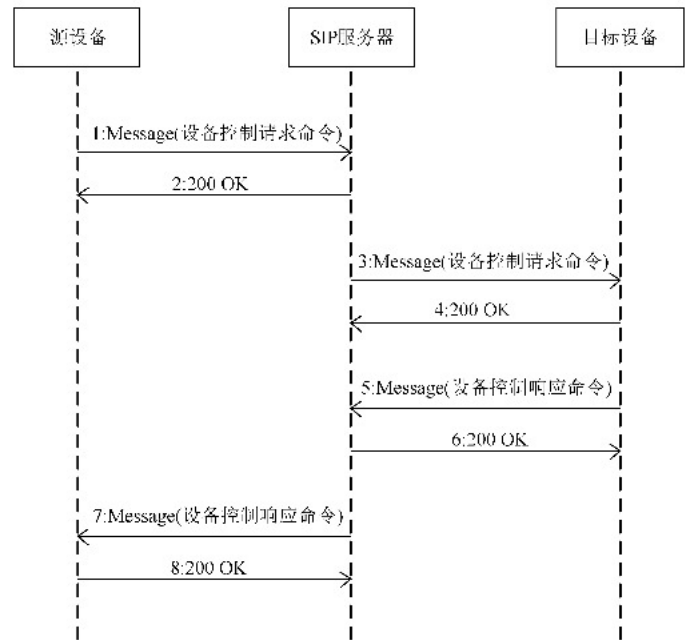 源设备
SIP服务器
目标设备
1:Message(设备控制请求命令)
2:200 OK
3:Message(设备控制请求命令)
4:200 OK
5:Message(设备控制响应命令)
6:200 OK
7:Message(设备控制响应命令)
8:200 OK